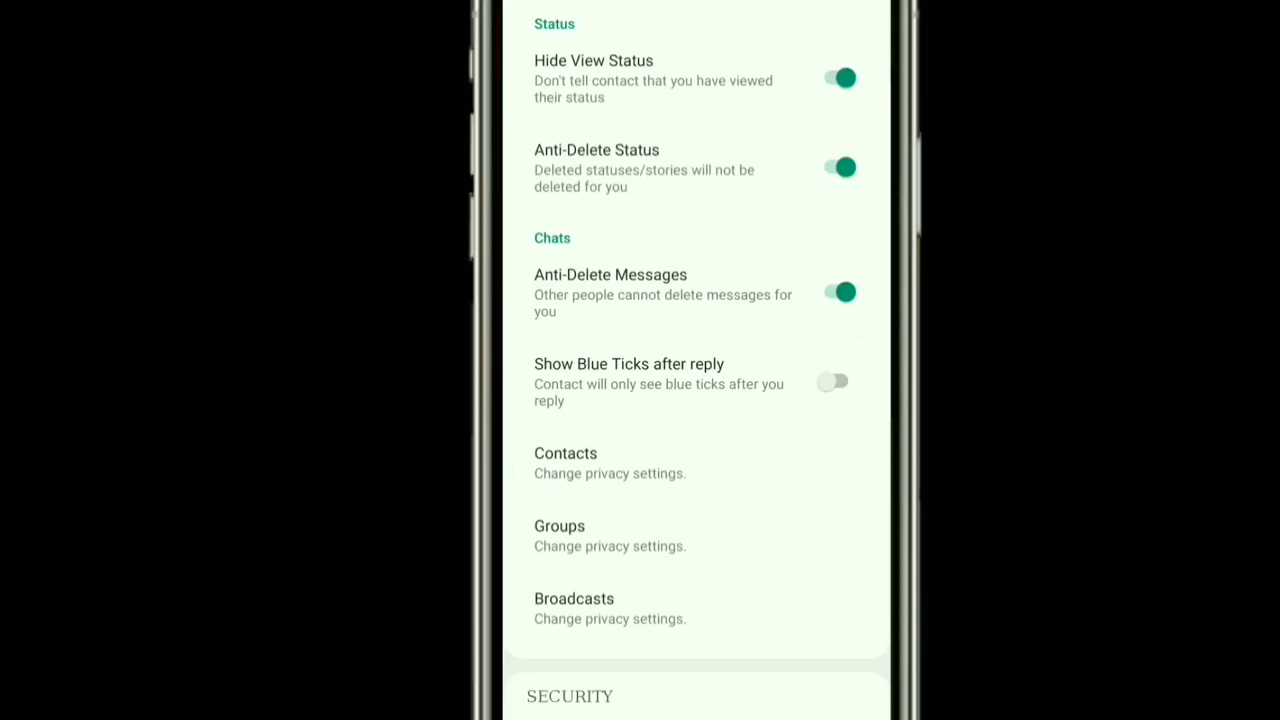 Status
Hide View Status
Don't tell contact that you have viewed
their status
Anti-Delete Status
Deleted statuses/stories will not be
deleted for you
Chats
Anti-Delete Messages
Other people cannot delete messages for
you
Show Blue Ticks after reply
Contact will only see blue ticks after you
reply
Contacts
Change privacy settings.
Groups
Change privacy settings.
Broadcasts
Change privacy settings.
SECURITY